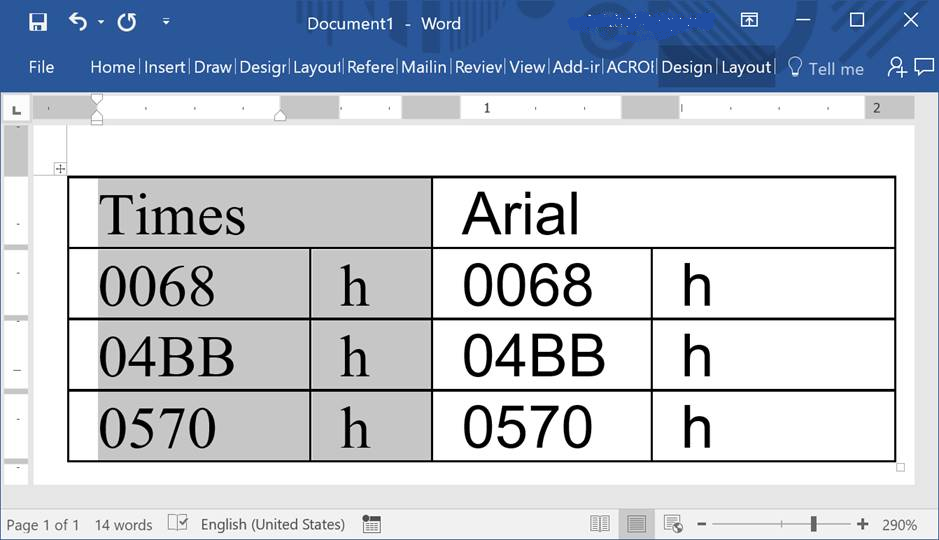 Document1 - Word
File Home Insert Draw Desigr Layout Refere Mailin Reviev View Add-ir ACROI Design Layout Tell me
1 2
Times Arial
0068 h 0068 h
04BB h 04BB h
0570 h 0570 h
Page 1 of 1 14 words English (United States) 290%